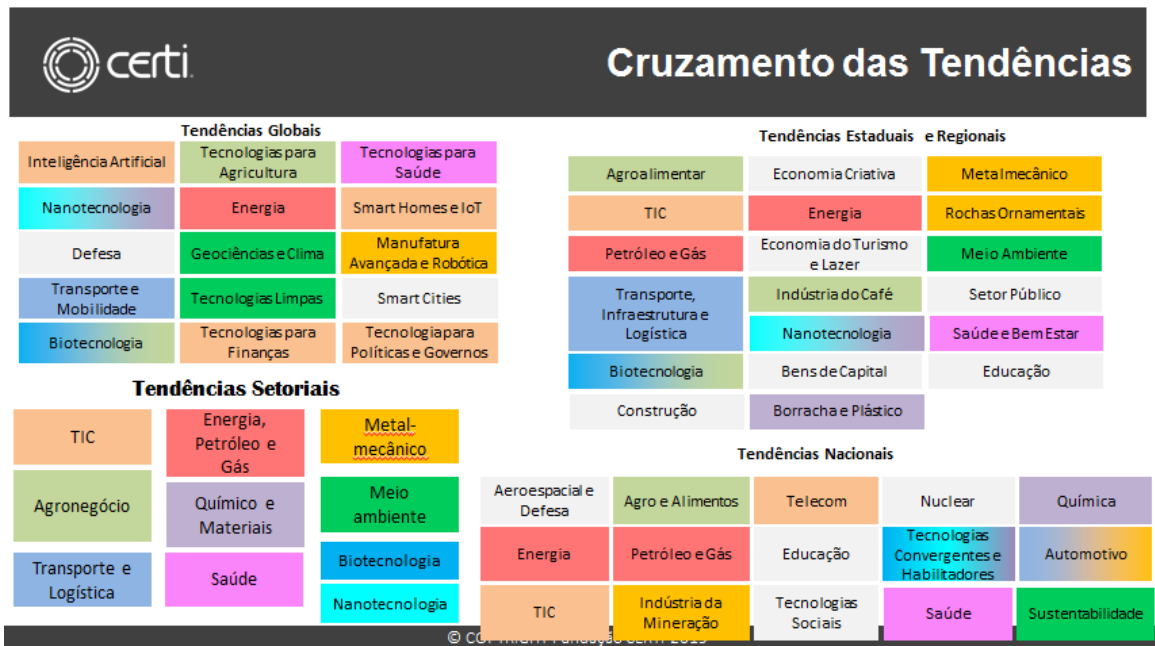 certi.
Cruzamento das Tendências
Tendências Globais
Inteligência Artificial
Tecnologias para
Agricultura
Tecnologias para
Saúde
Nanotecnologia
Energia
Smart Homes e IoT
Defesa
Geociências e Clima
Manufatura
Avançada e Robótica
Transporte e
Mobilidade
Tecnologias Limpas
Smart Cities
Biotecnologia
Tecnologias para
Finanças
Tecnologia para
Políticas e Governos
Tendências Estaduais e Regionais
Agroalimentar
Economia Criativa
Metalmecânico
TIC
Energia
Rochas Ornamentais
Petróleo e Gás
Economia do Turismo
e Lazer
Meio Ambiente
Transporte,
Infraestrutura e
Logística
Indústria do Café
Setor Público
Nanotecnologia
Saúde e Bem Estar
Biotecnologia
Bens de Capital
Educação
Construção
Borracha e Plástico
Tendências Setoriais
TIC
Energia,
Petróleo e
Gás
Metal-
mecânico
Agronegócio
Químico e
Materiais
Meio
ambiente
Transporte e
Logística
Saúde
Biotecnologia
Nanotecnologia
Tendências Nacionais
Aeroespacial e
Defesa
Agro e Alimentos
Telecom
Nuclear
Química
Energia
Petróleo e Gás
Educação
Tecnologias
Convergentes e
Habilitadores
Automotivo
TIC
Indústria da
Mineração
Tecnologias
Sociais
Saúde
Sustentabilidade